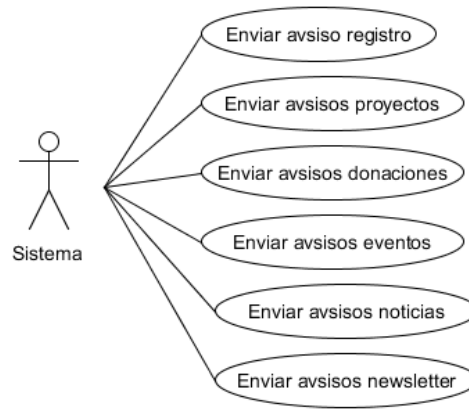 Enviar avsiso registro
Enviar avsisos proyectos
Enviar avsisos donaciones
Sistema
Enviar avsisos eventos
Enviar avsisos noticias
Enviar avsisos newsletter